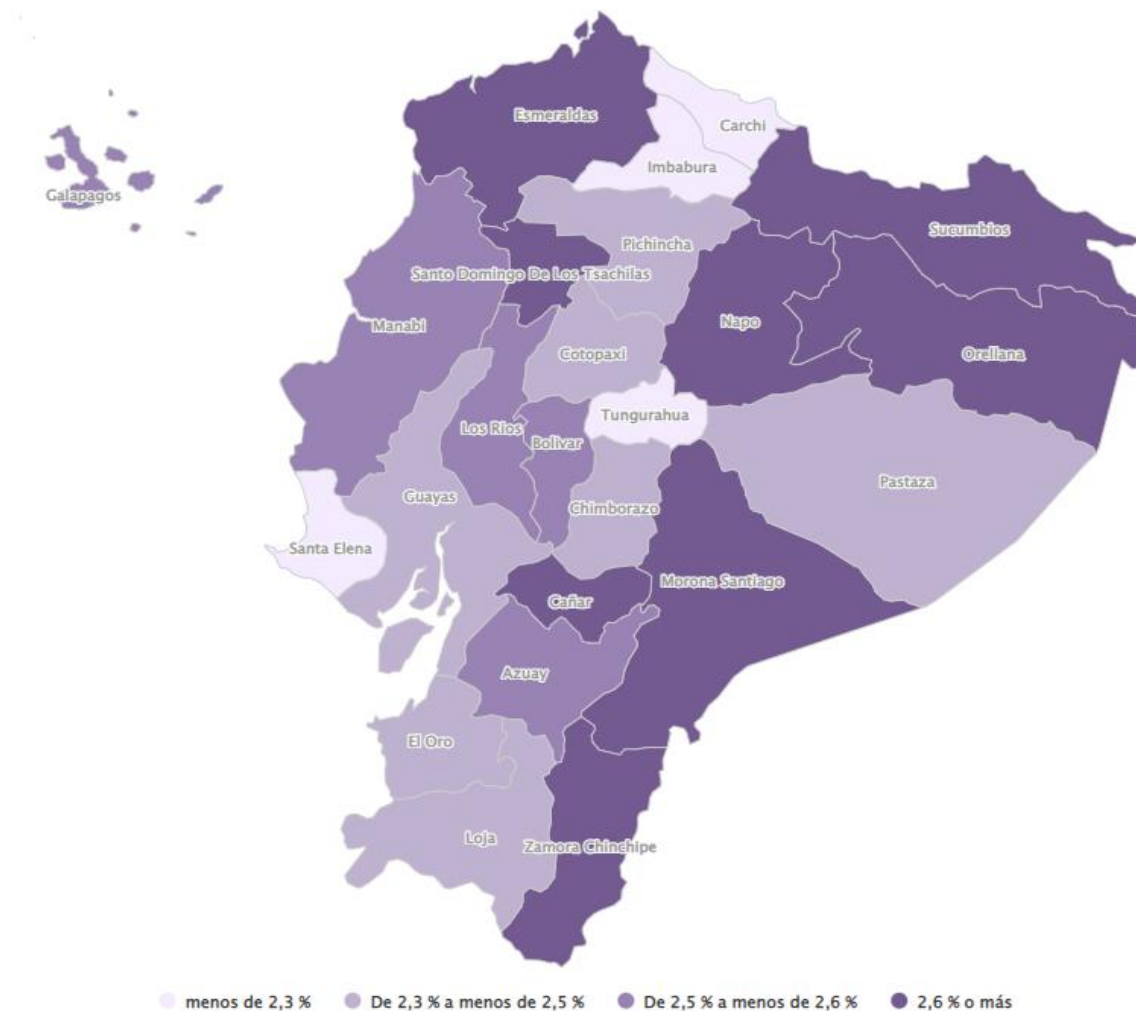 Esmeraldas
Carchi
Imbabura
Galapagos
Sucumbios
Pichincha
Santo Domingo De Los Tsachilas
Napo
Manabi
Cotopaxi
Orellana
Tungurahua
Los Rios
Bolivar
Pastaza
Guayas
Chimborazo
Santa Elena
Morona Santiago
Cañar
Azuay
El Oro
Loja
Zamora Chinchipe
menos de 2,3 % De 2,3 % a menos de 2,5 % De 2,5 % a menos de 2,6 % 2,6 % o más